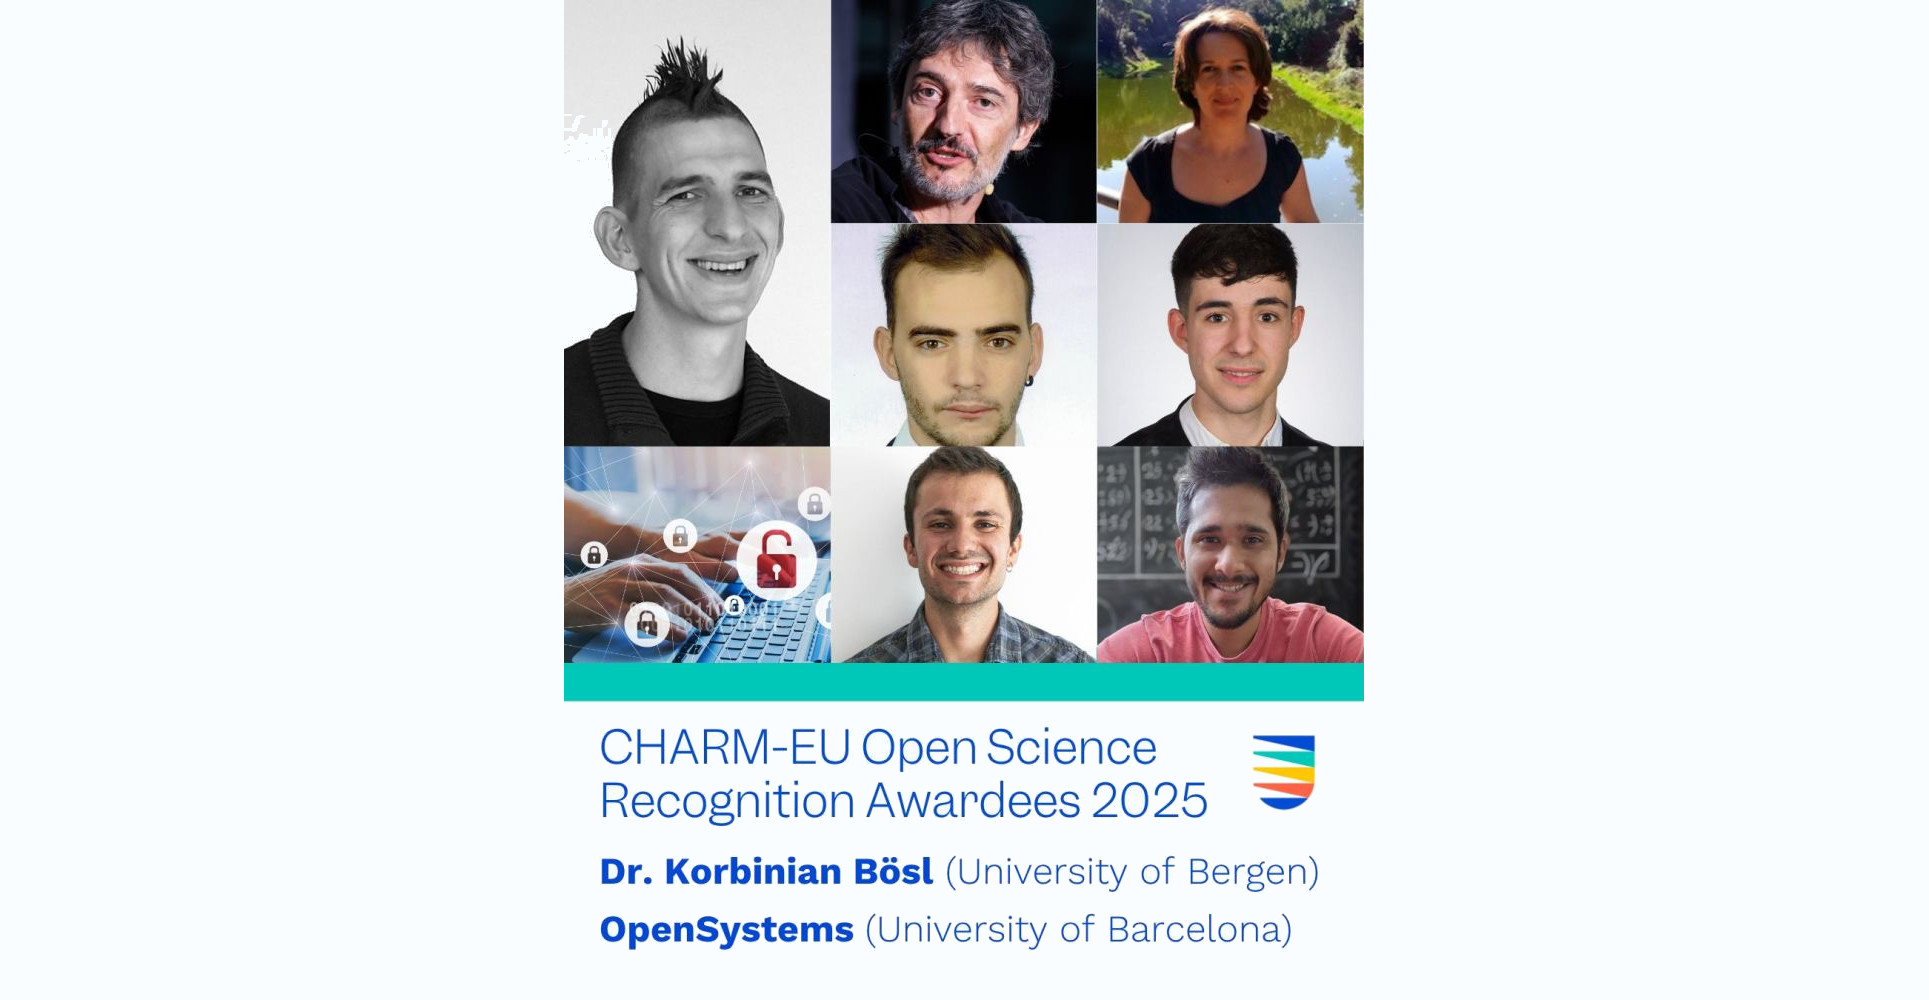 CHARM-EU Open Science
Recognition Awardees 2025
Dr. Korbinian Bösl (University of Bergen)
OpenSystems (University of Barcelona)